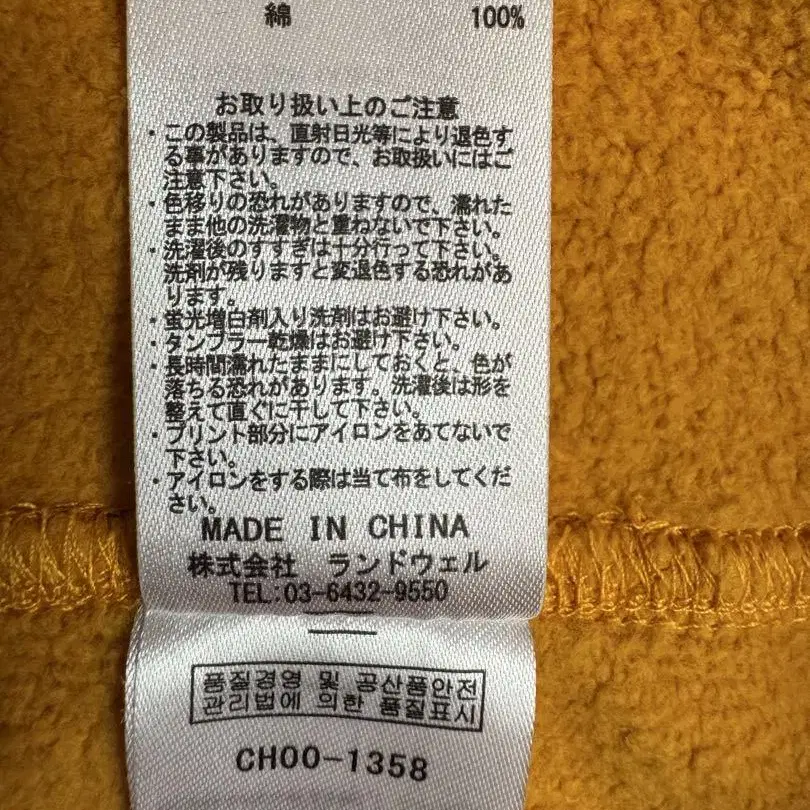 綿 100%
お取り扱い上のご注意
・この製品は、直射日光等により退色す
る事がありますので、お取扱いにはご
注意下さい。
・色移りの恐れがありますので、濡れた
まま他の洗濯物と重ねないで下さい。
・洗濯後のすすぎは十分行って下さい。
洗剤が残りますと変退色する恐れがあ
ります。
・蛍光増白剤入り洗剤はお避け下さい。
・タンブラー乾燥はお避け下さい。
・長時間濡れたままにしておくと、色が
落ちる恐れがあります。洗濯後は形を
整えて直ぐに干して下さい。
・プリント部分にアイロンをあてないで
下さい。
・アイロンをする際は当て布をしてくだ
さい。
MADE IN CHINA
株式会社 ランドウェル
TEL:03-6432-9550
품질경영 및 공산품안전
관리법에 의한 품질표시
CH00-1358